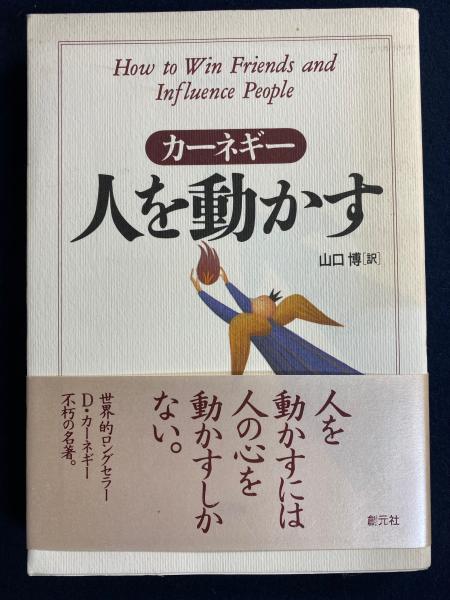 How to Win Friends and
Influence People
カーネギー
人を動かす
山口 博[訳]
人を
動かすには
人の心を
動かすしか
ない。
世界的ロングセラー
D・カーネギー
不朽の名著。
創元社